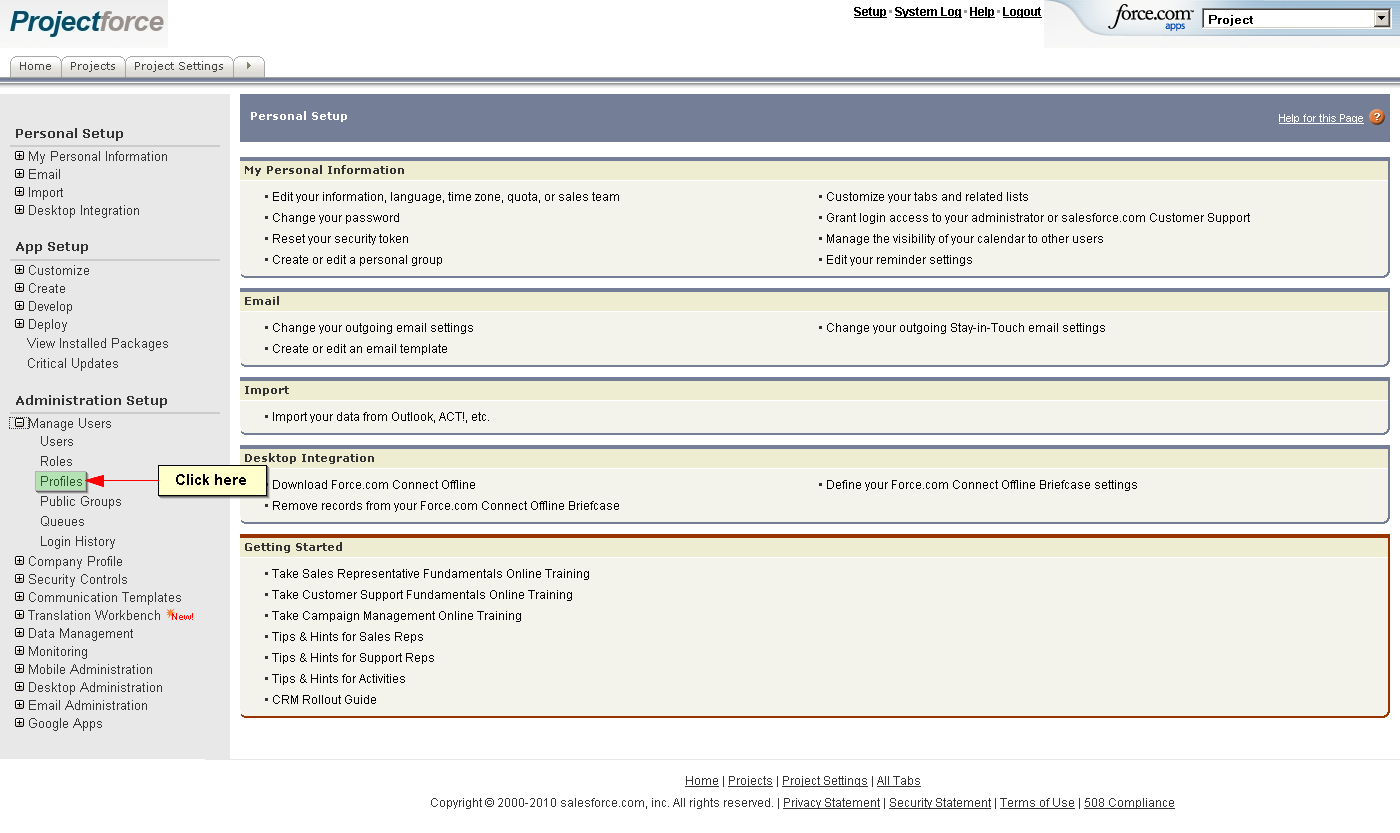 Projectforce
Setup · System Log · Help · Logout
force.com apps
Project
Home
Projects
Project Settings
Personal Setup
My Personal Information
Email
Import
Desktop Integration
App Setup
Customize
Create
Develop
Deploy
View Installed Packages
Critical Updates
Administration Setup
Manage Users
Users
Roles
Profiles
Click here
Public Groups
Queues
Login History
Company Profile
Security Controls
Communication Templates
Translation Workbench New!
Data Management
Monitoring
Mobile Administration
Desktop Administration
Email Administration
Google Apps
Personal Setup
Help for this Page ?
My Personal Information
Edit your information, language, time zone, quota, or sales team
Change your password
Reset your security token
Create or edit a personal group
Customize your tabs and related lists
Grant login access to your administrator or salesforce.com Customer Support
Manage the visibility of your calendar to other users
Edit your reminder settings
Email
Change your outgoing email settings
Create or edit an email template
Change your outgoing Stay-in-Touch email settings
Import
Import your data from Outlook, ACT!, etc.
Desktop Integration
Download Force.com Connect Offline
Remove records from your Force.com Connect Offline Briefcase
Define your Force.com Connect Offline Briefcase settings
Getting Started
Take Sales Representative Fundamentals Online Training
Take Customer Support Fundamentals Online Training
Take Campaign Management Online Training
Tips & Hints for Sales Reps
Tips & Hints for Support Reps
Tips & Hints for Activities
CRM Rollout Guide
Home | Projects | Project Settings | All Tabs
Copyright © 2000-2010 salesforce.com, inc. All rights reserved. | Privacy Statement | Security Statement | Terms of Use | 508 Compliance